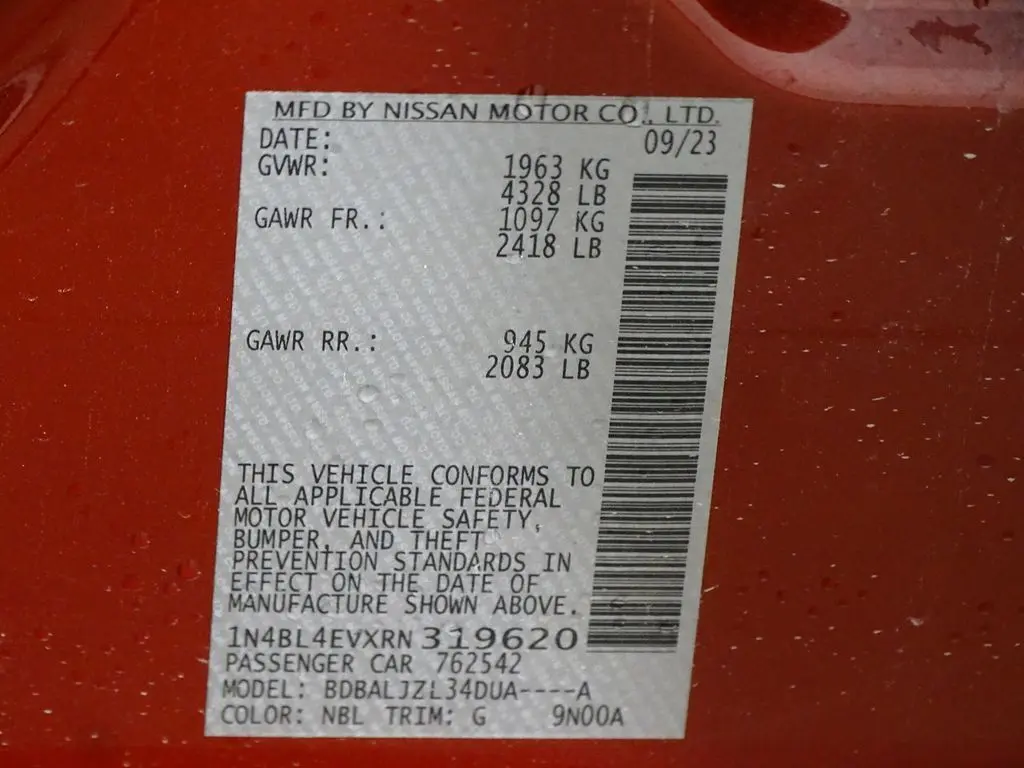 MFD BY NISSAN MOTOR CO., LTD.
DATE: 09/23
GVWR: 1963 KG
4328 LB
GAWR FR.: 1097 KG
2418 LB
GAWR RR.: 945 KG
2083 LB
THIS VEHICLE CONFORMS TO
ALL APPLICABLE FEDERAL
MOTOR VEHICLE SAFETY,
BUMPER, AND THEFT
PREVENTION STANDARDS IN
EFFECT ON THE DATE OF
MANUFACTURE SHOWN ABOVE.
1N4BL4EVXRN 319620
PASSENGER CAR 762542
MODEL: BDBALJZL34DUA----A
COLOR: NBL TRIM: G 9N00A